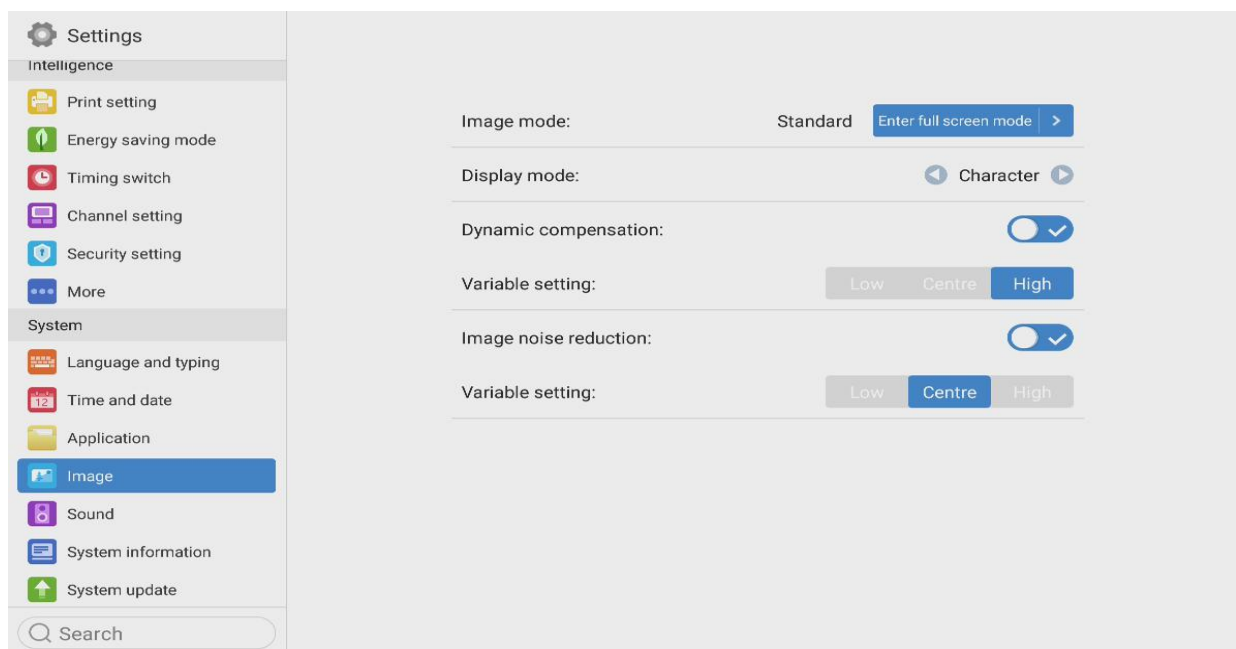 Settings
Intelligence
Print setting
Energy saving mode
Timing switch
Channel setting
Security setting
More
System
Language and typing
12
Time and date
Application
Image
Sound
System information
System update
Search
Image mode: Standard Enter full screen mode >
Display mode: Character
Dynamic compensation:
Variable setting: Low Centre High
Image noise reduction:
Variable setting: Low Centre High